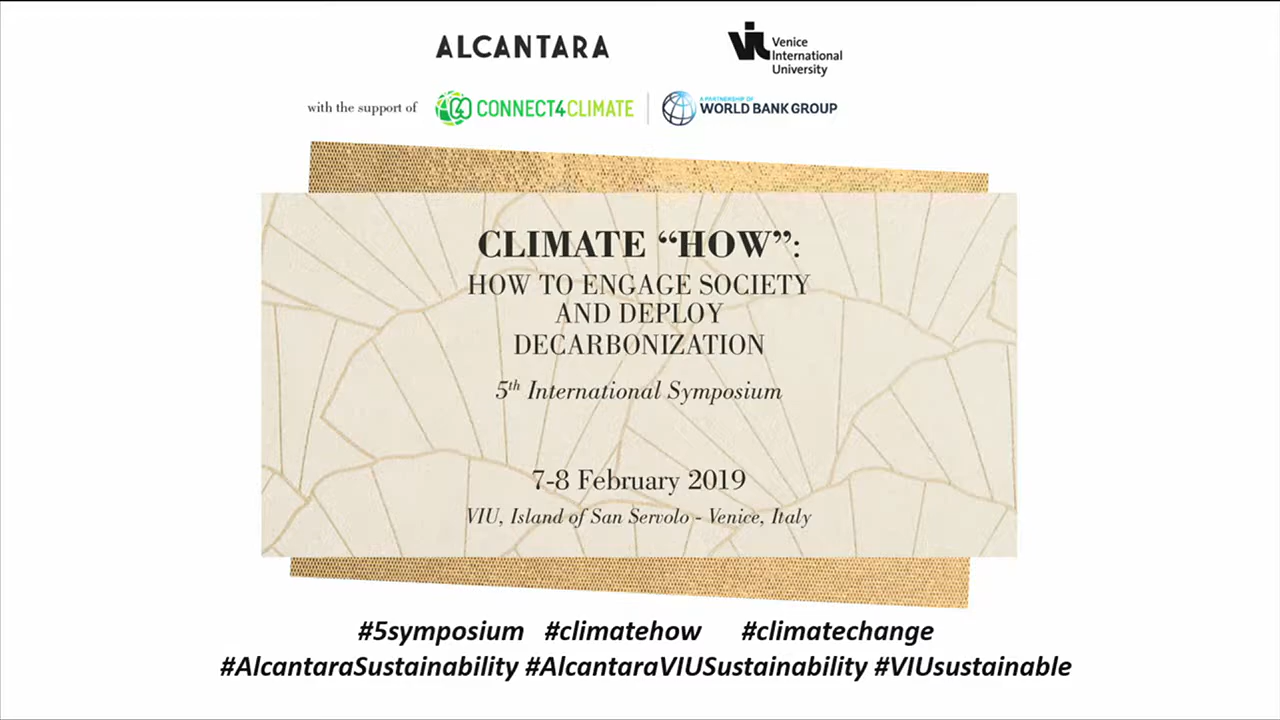 ALCANTARA
Venice
International
University
with the support of
CONNECT4CLIMATE
A PARTNERSHIP OF
WORLD BANK GROUP
CLIMATE “HOW”:
HOW TO ENGAGE SOCIETY
AND DEPLOY
DECARBONIZATION
5th International Symposium
7-8 February 2019
VIU, Island of San Servolo - Venice, Italy
#5symposium #climatehow #climatechange
#AlcantaraSustainability #AlcantaraVIUSustainability #VIUsustainable